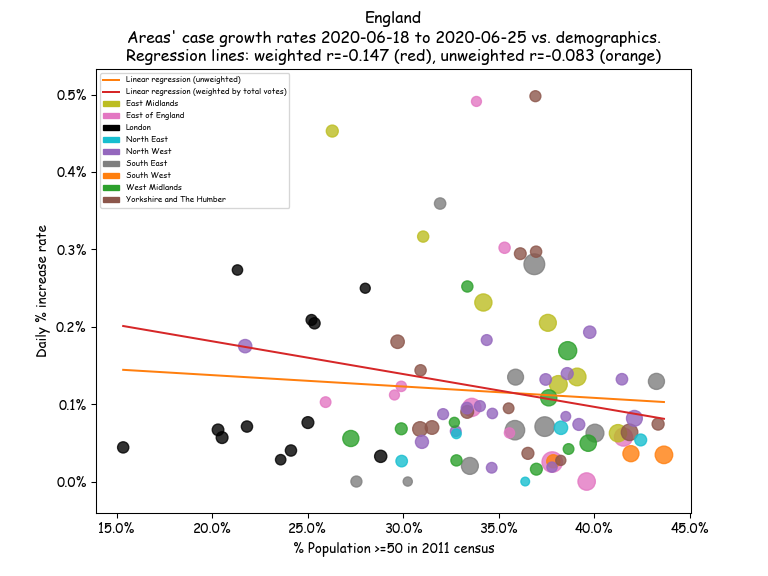 England
Areas' case growth rates 2020-06-18 to 2020-06-25 vs. demographics.
Regression lines: weighted r=-0.147 (red), unweighted r=-0.083 (orange)
Linear regression (unweighted)
Linear regression (weighted by total votes)
East Midlands
East of England
London
North East
North West
South East
South West
West Midlands
Yorkshire and The Humber
Daily % increase rate
0.5%
0.4%
0.3%
0.2%
0.1%
0.0%
15.0% 20.0% 25.0% 30.0% 35.0% 40.0% 45.0%
% Population >=50 in 2011 census